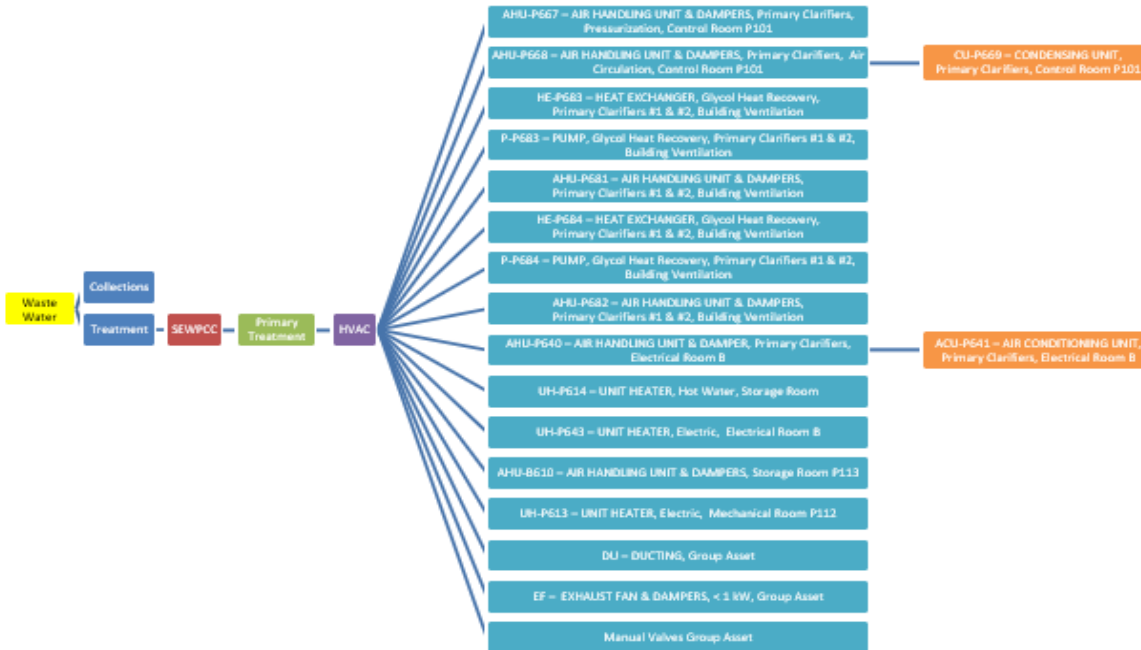 Waste
Water
Collections
Treatment
SEWPCC
Primary
Treatment
HVAC
AHU-P667 – AIR HANDLING UNIT & DAMPERS, Primary Clarifiers,
Pressurization, Control Room P101
AHU-P668 – AIR HANDLING UNIT & DAMPERS, Primary Clarifiers, Air
Circulation, Control Room P101
CU-P669 – CONDENSING UNIT,
Primary Clarifiers, Control Room P101
HE-P683 – HEAT EXCHANGER, Glycol Heat Recovery,
Primary Clarifiers #1 & #2, Building Ventilation
P-P683 – PUMP, Glycol Heat Recovery, Primary Clarifiers #1 & #2,
Building Ventilation
AHU-P681 – AIR HANDLING UNIT & DAMPERS,
Primary Clarifiers #1 & #2, Building Ventilation
HE-P684 – HEAT EXCHANGER, Glycol Heat Recovery,
Primary Clarifiers #1 & #2, Building Ventilation
P-P684 – PUMP, Glycol Heat Recovery, Primary Clarifiers #1 & #2,
Building Ventilation
AHU-P682 – AIR HANDLING UNIT & DAMPERS,
Primary Clarifiers #1 & #2, Building Ventilation
AHU-P640 – AIR HANDLING UNIT & DAMPER, Primary Clarifiers,
Electrical Room B
ACU-P641 – AIR CONDITIONING UNIT,
Primary Clarifiers, Electrical Room B
UH-P614 – UNIT HEATER, Hot Water, Storage Room
UH-P643 – UNIT HEATER, Electric, Electrical Room B
AHU-B610 – AIR HANDLING UNIT & DAMPERS, Storage Room P113
UH-P613 – UNIT HEATER, Electric, Mechanical Room P112
DU – DUCTING, Group Asset
EF – EXHAUST FAN & DAMPERS, < 1 kW, Group Asset
Manual Valves Group Asset